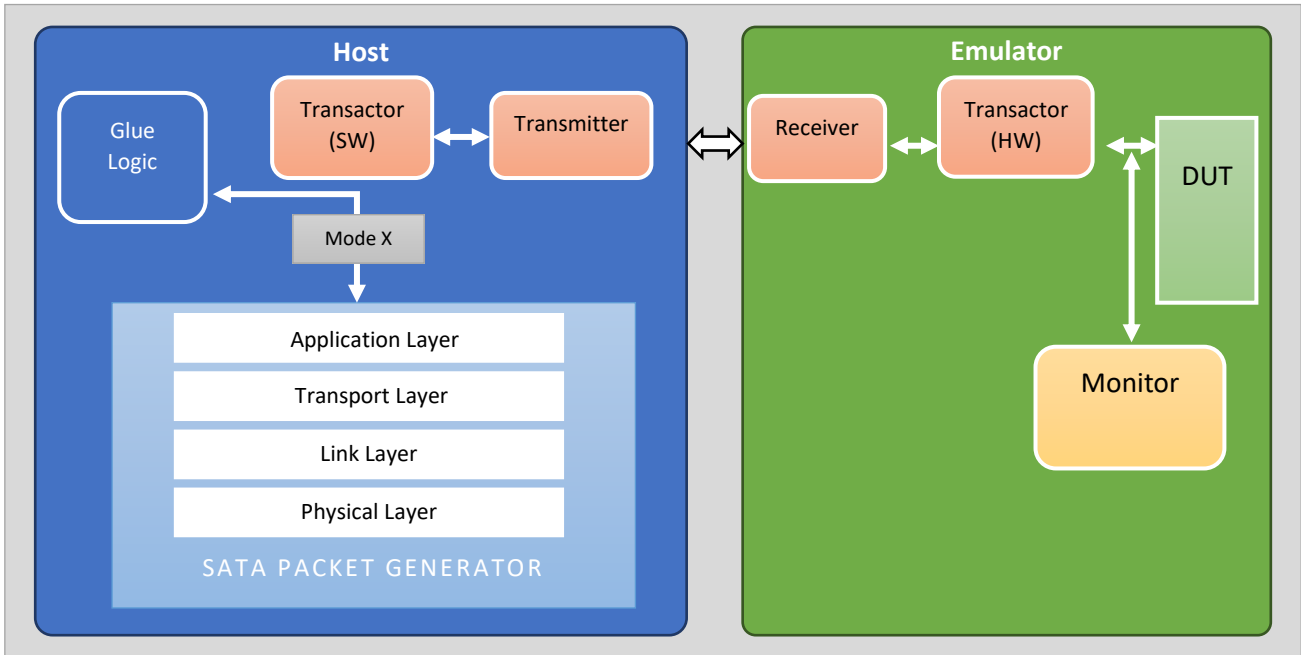 Host
Glue
Logic
Transactor
(SW)
Transmitter
Mode X
Application Layer
Transport Layer
Link Layer
Physical Layer
SATA PACKET GENERATOR
Emulator
Receiver
Transactor
(HW)
DUT
Monitor